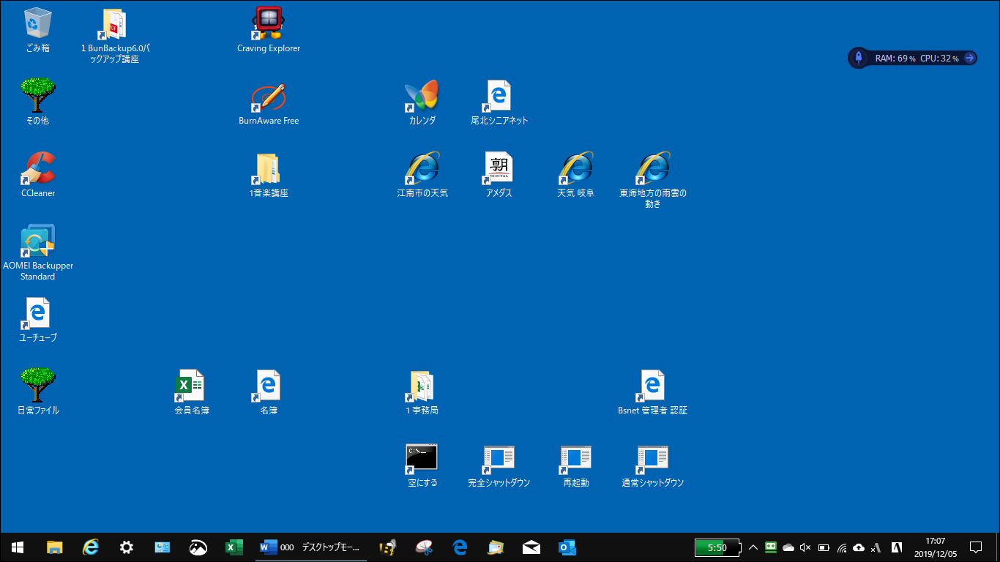 ごみ箱
1 BunBackup6.0バ
ックアップ講座
PDF
Craving Explorer
RAM: 69% CPU: 32%
その他
BurnAware Free
カレンダ
尾北シニアネット
CCleaner
1音楽講座
江南市の天気
朝
DIGITAL
アメダス
天気 岐阜
東海地方の雨雲の
動き
AOMEI Backupper
Standard
ユーチューブ
日常ファイル
会員名簿
名簿
1 事務局
Bsnet 管理者 認証
C:\_
空にする
完全シャットダウン
再起動
通常シャットダウン
000 デスクトップモー...
5:50
A
17:07
2019/12/05